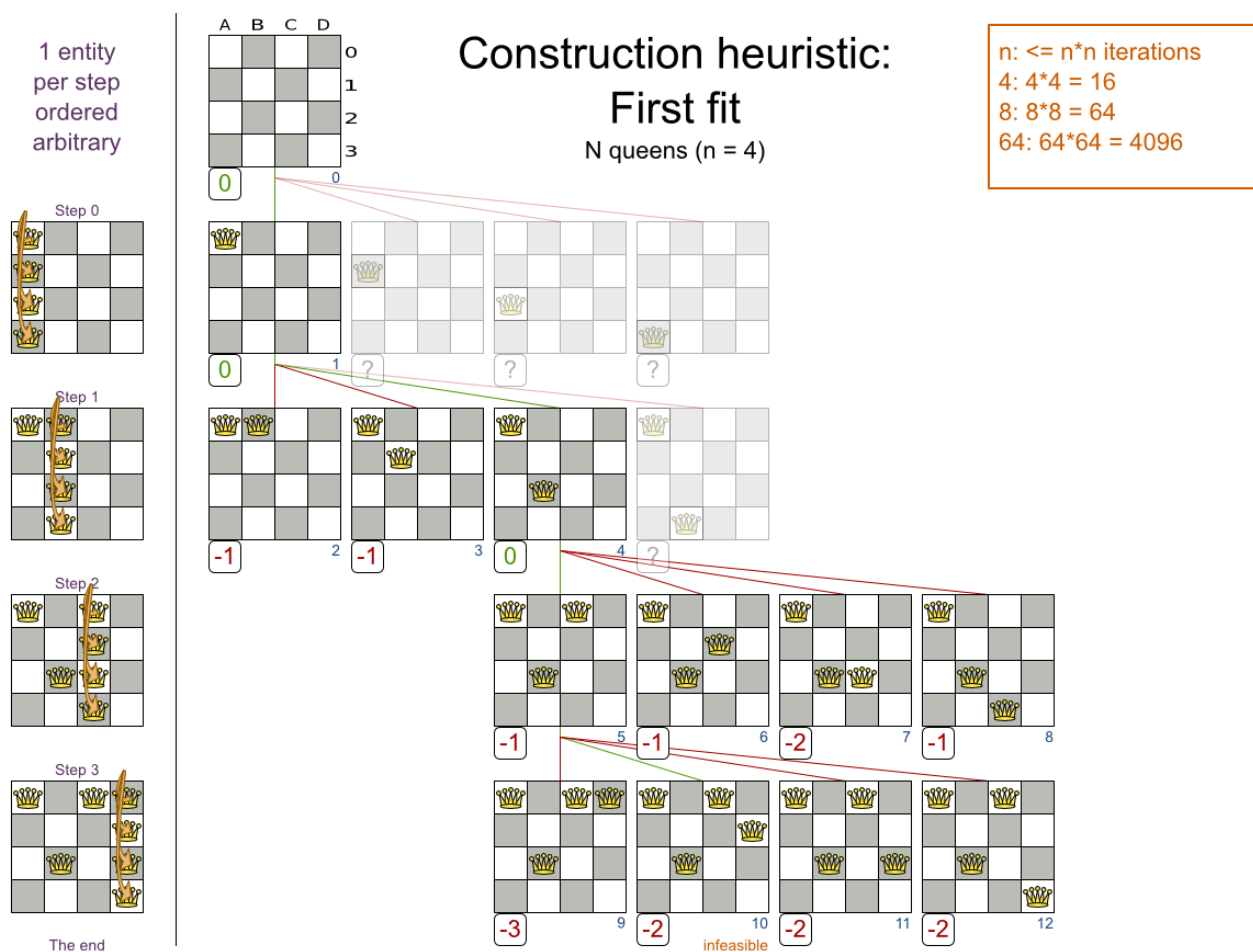 1 entity
per step
ordered
arbitrary
Construction heuristic:
First fit
N queens (n = 4)
n: <= n*n iterations
4: 4*4 = 16
8: 8*8 = 64
64: 64*64 = 4096
A B C D
0
1
2
3
0 0
Step 0
0 1 ? ? ?
Step 1
-1 2 -1 3 0 4 ?
Step 2
-1 5 -1 6 -2 7 -1 8
Step 3
-3 9 -2 10 -2 11 -2 12
The end
infeasible